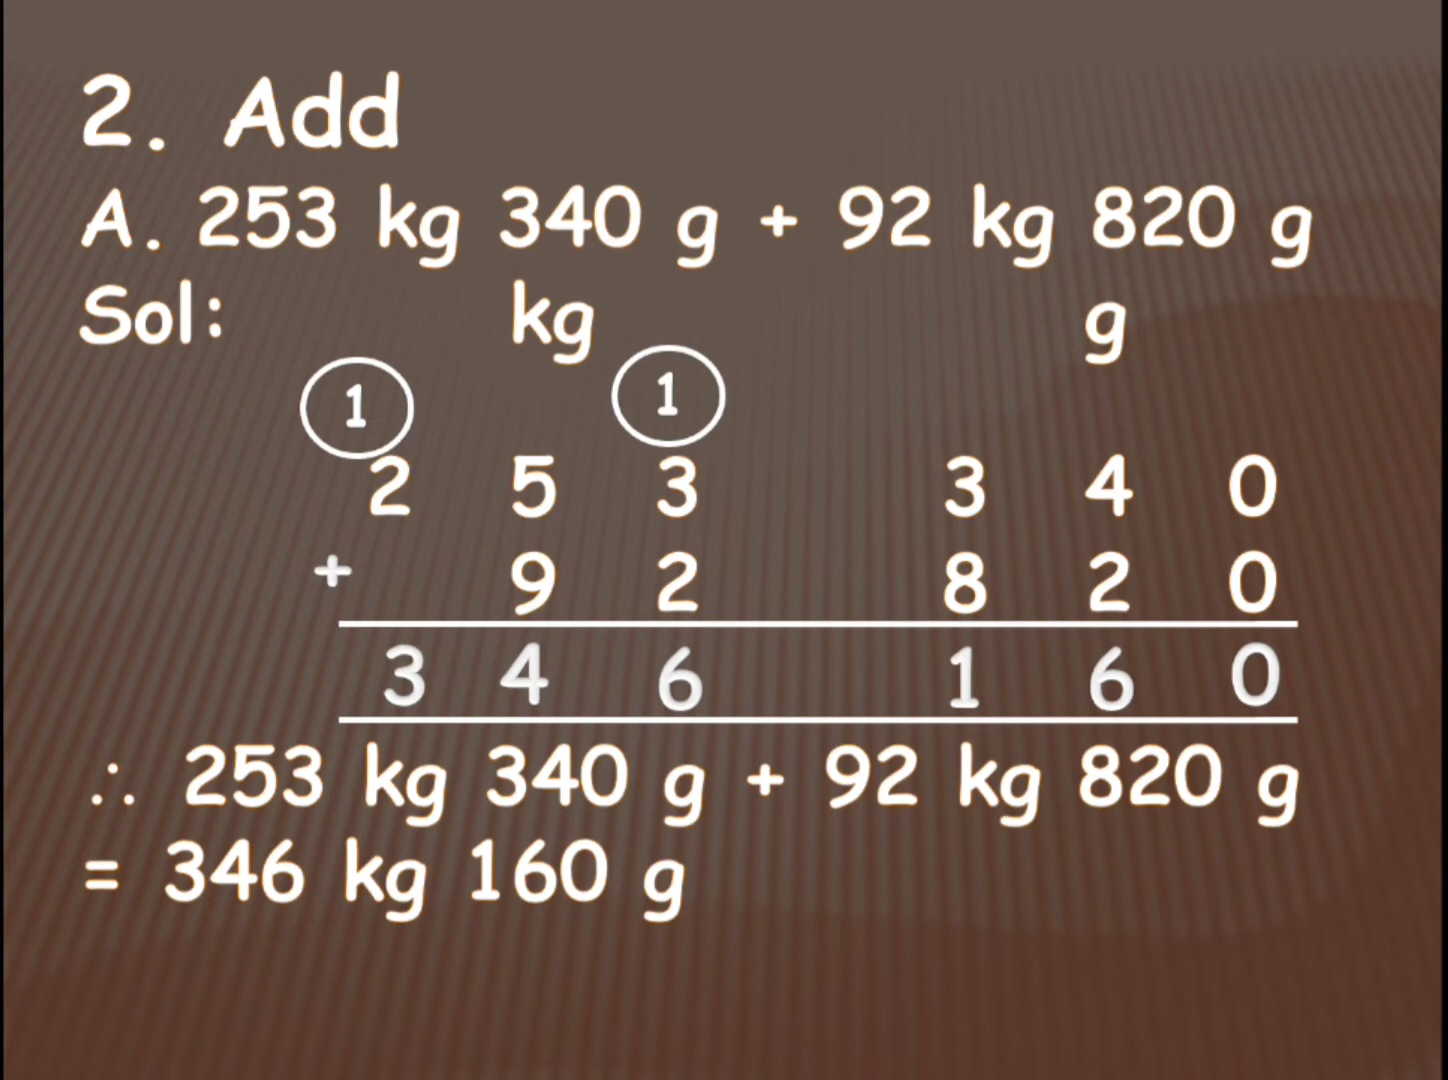 2. Add
A. 253 kg 340 g + 92 kg 820 g
Sol: kg g
1 1
2 5 3 3 4 0
+ 9 2 8 2 0
3 4 6 1 6 0
∴ 253 kg 340 g + 92 kg 820 g
= 346 kg 160 g